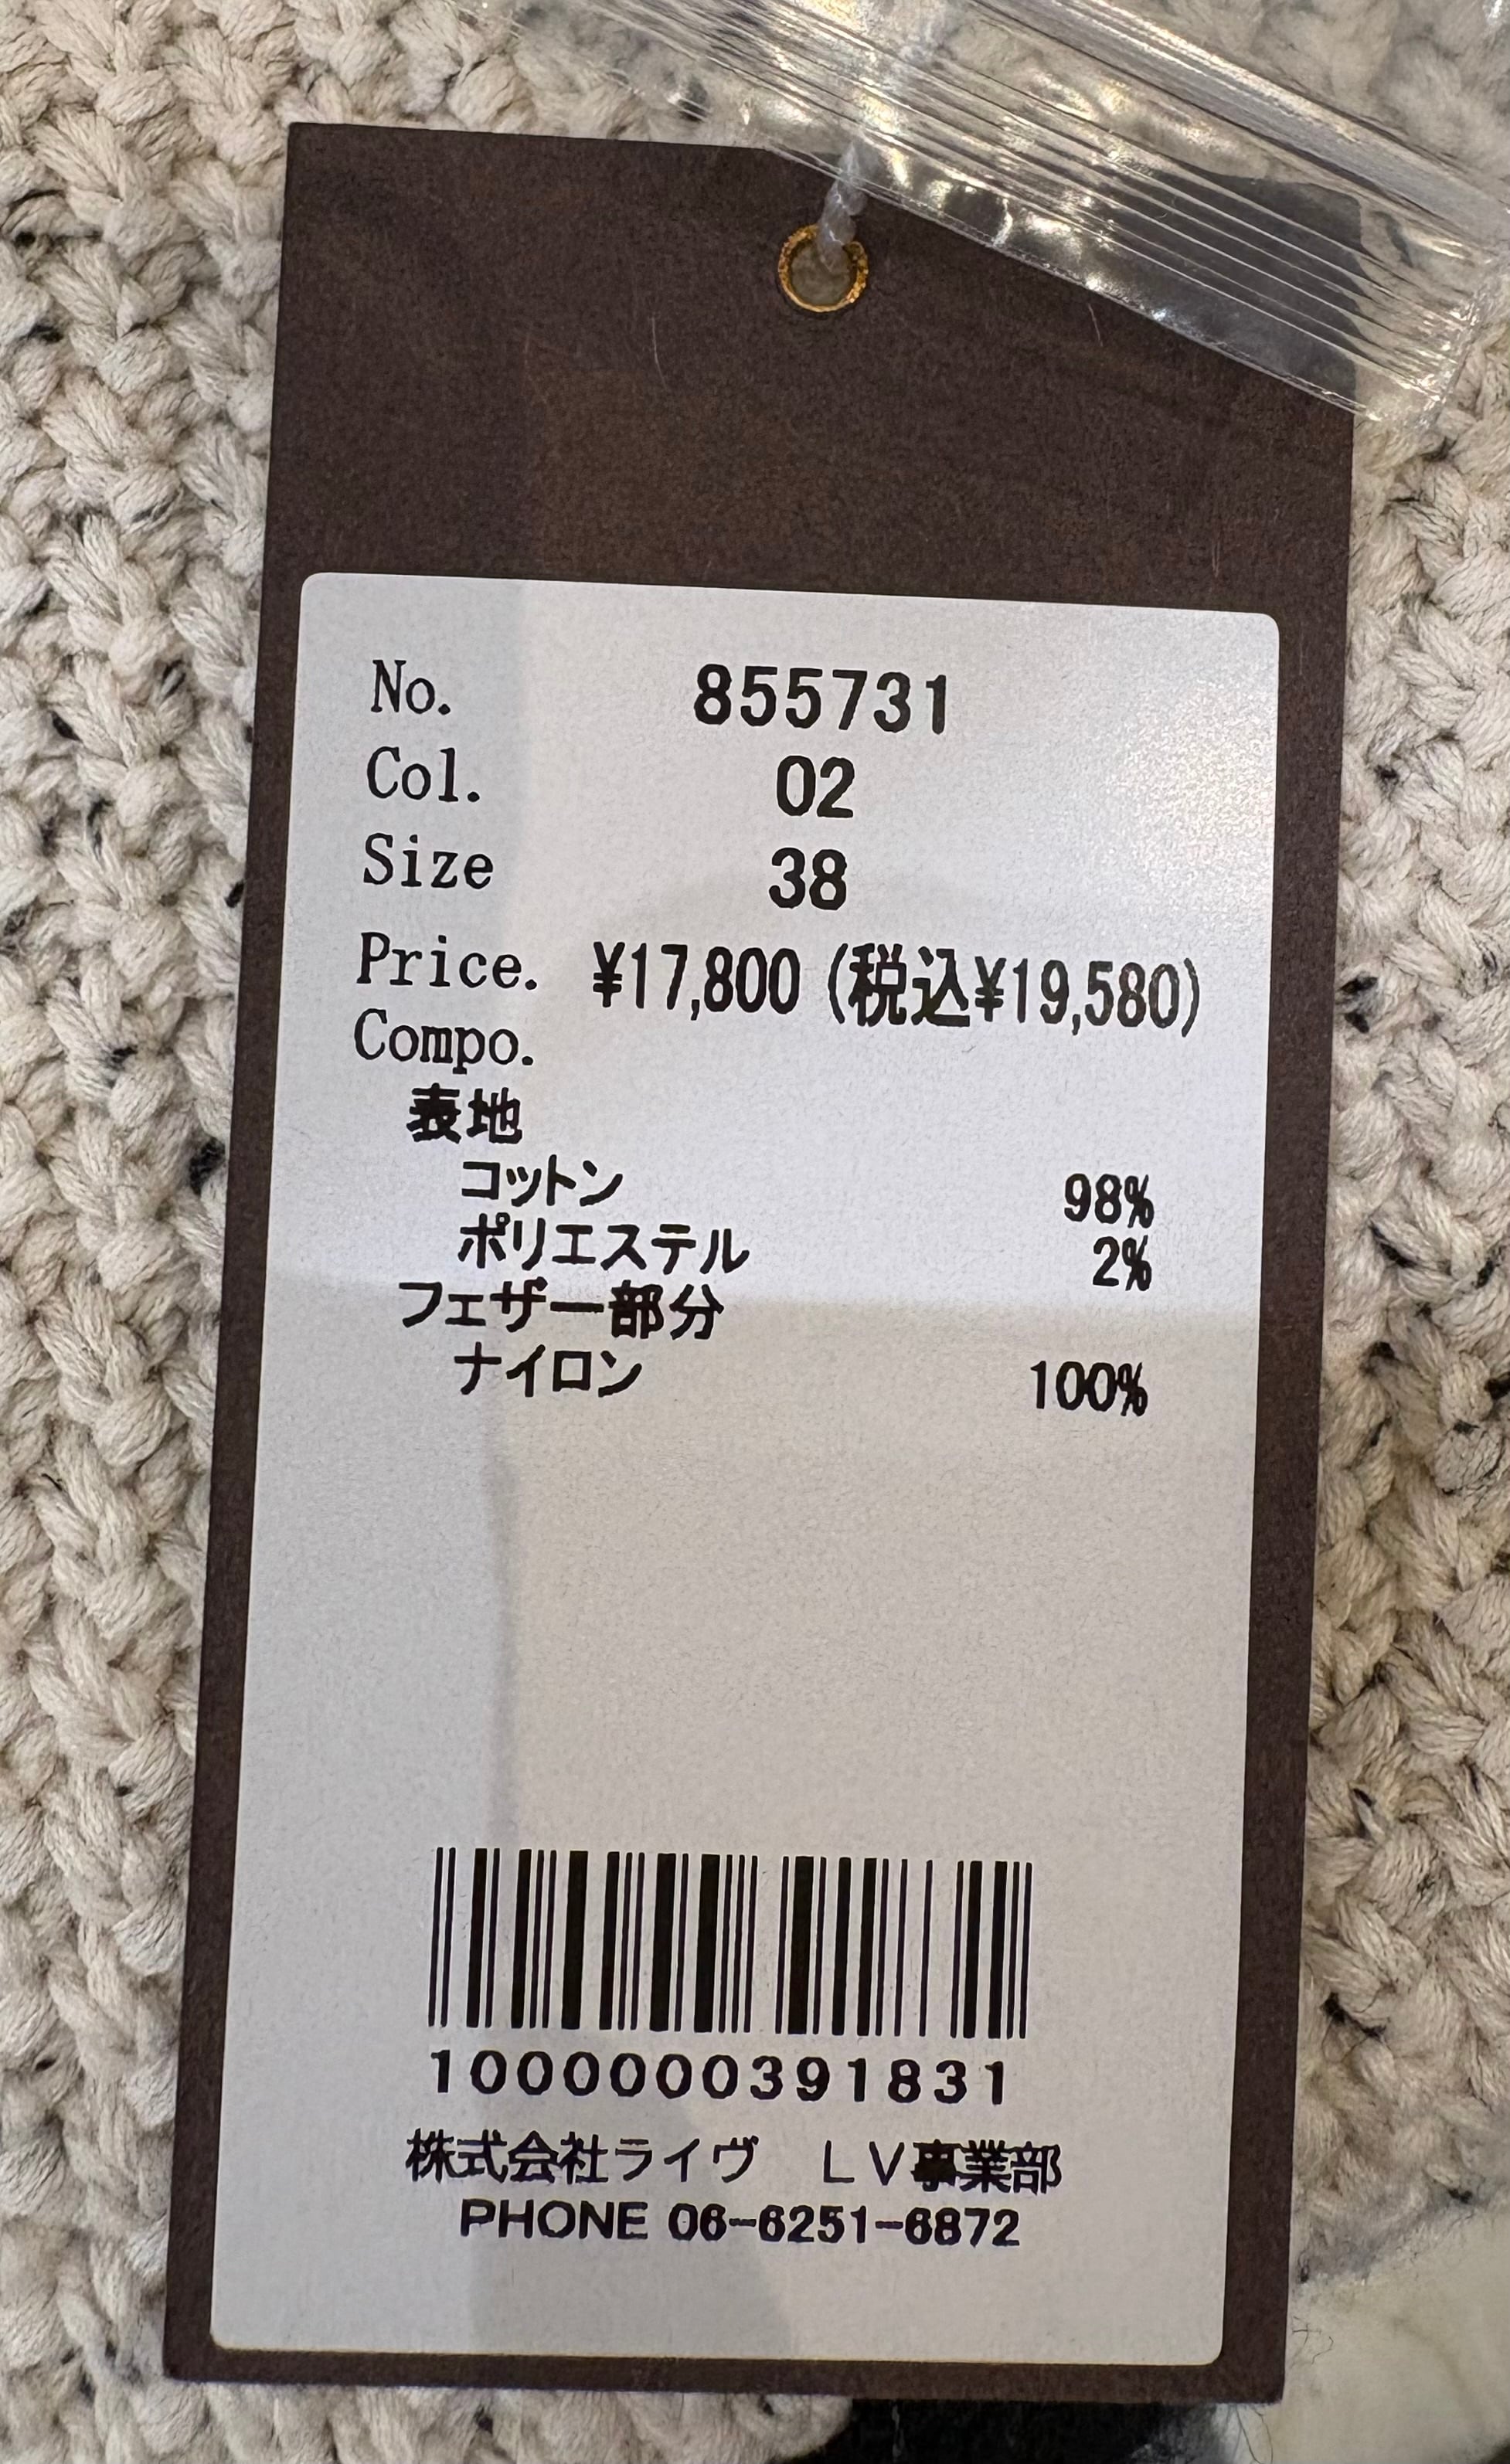 No. 855731
Col. 02
Size 38
Price. ¥17,800 (税込¥19,580)
Compo.
表地
コットン 98%
ポリエステル 2%
フェザー部分
ナイロン 100%
1000000391831
株式会社ライヴ　ＬＶ事業部
PHONE 06-6251-6872